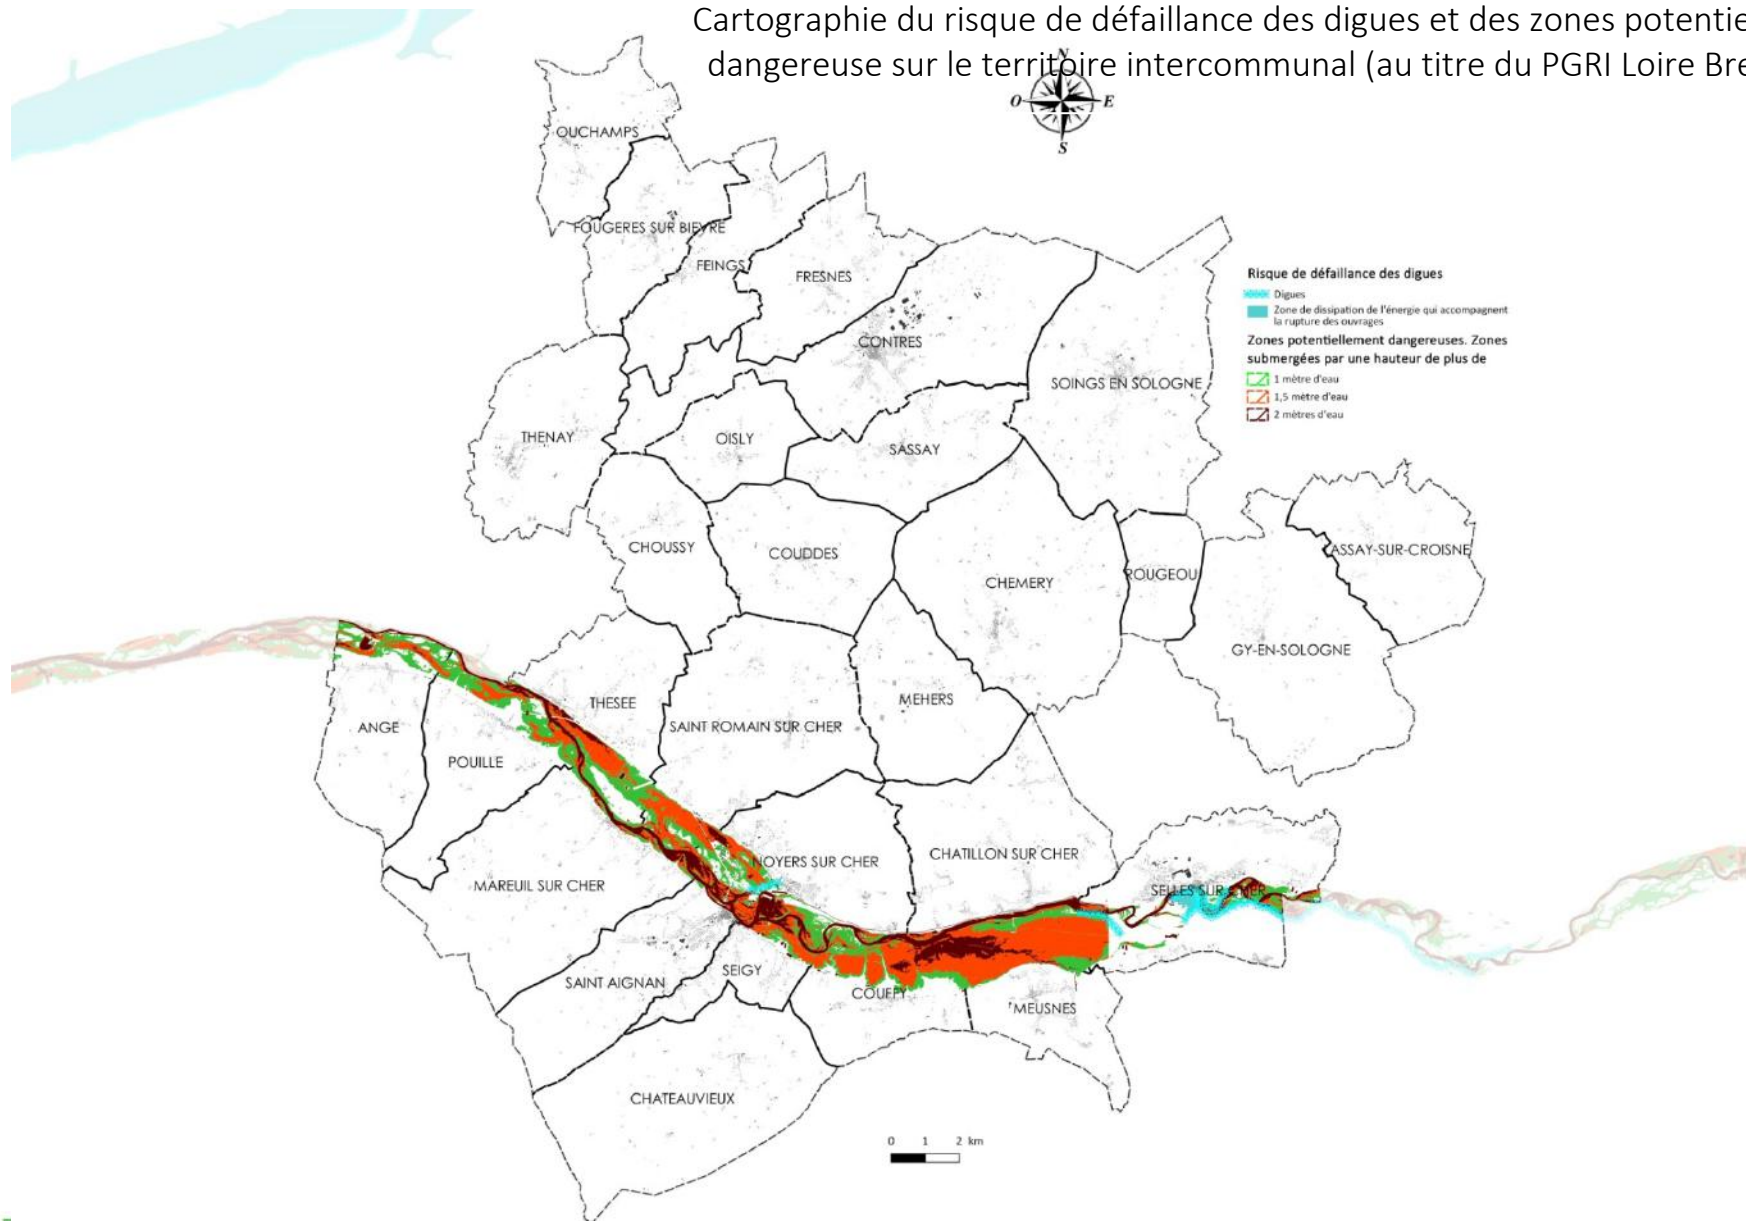 Cartographie du risque de défaillance des digues et des zones potentie
dangereuse sur le territoire intercommunal (au titre du PGRI Loire Bre
N
O
E
S
OUCHAMPS
FOUGERES SUR BIEVRE
FEINGS
FRESNES
Risque de défaillance des digues
Digues
Zone de dissipation de l'énergie qui accompagnent
la rupture des ouvrages
Zones potentiellement dangereuses. Zones
submergées par une hauteur de plus de
1 mètre d'eau
1,5 mètre d'eau
2 mètres d'eau
CONTRES
SOINGS EN SOLOGNE
THENAY
OISLY
SASSAY
CHOUSSY
COUDDES
CHEMERY
ROUGEOU
ASSAY-SUR-CROISNE
GY-EN-SOLOGNE
THESEE
MEHERS
ANGE
SAINT ROMAIN SUR CHER
POUILLE
NOYERS SUR CHER
CHATILLON SUR CHER
MAREUIL SUR CHER
SELLES SUR CHER
SEIGY
SAINT AIGNAN
COUFFY
MEUSNES
CHATEAUVIEUX
0 1 2 km